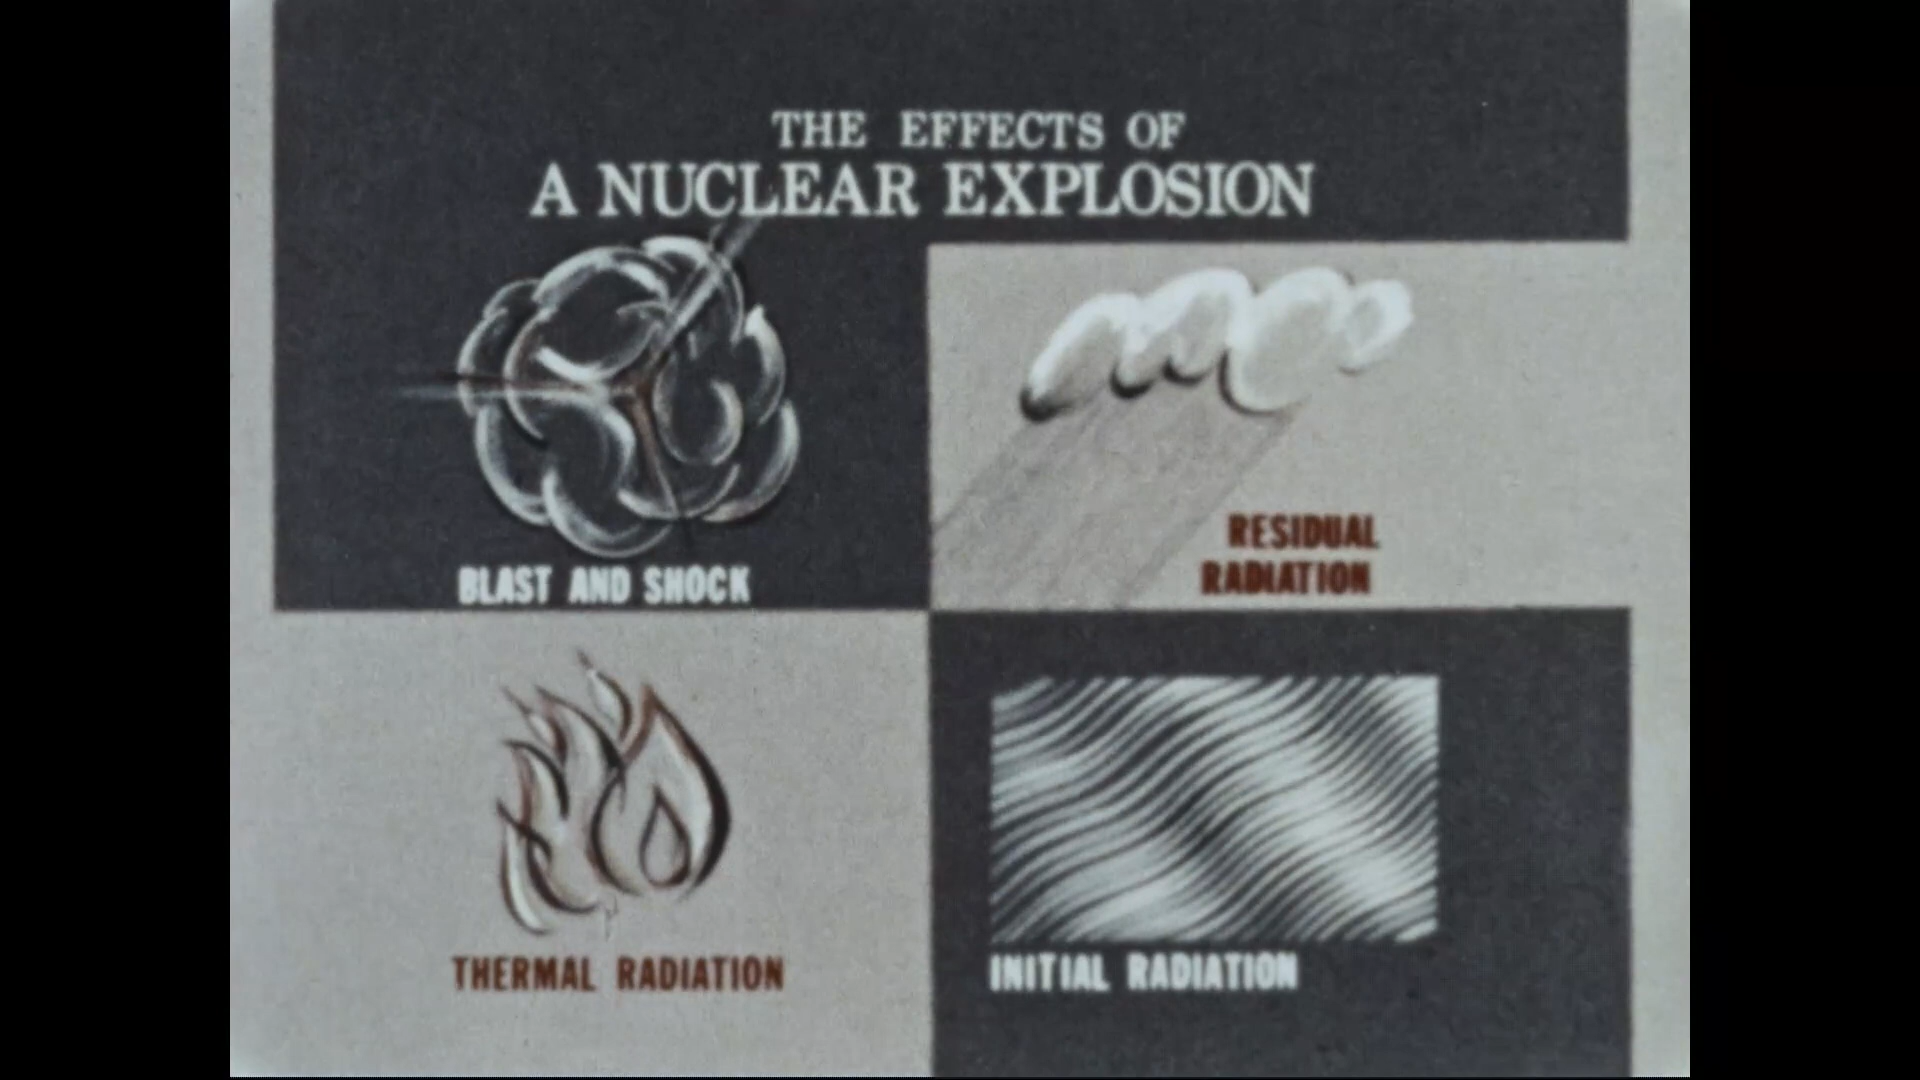 THE EFFECTS OF
A NUCLEAR EXPLOSION
BLAST AND SHOCK
RESIDUAL
RADIATION
THERMAL RADIATION
INITIAL RADIATION